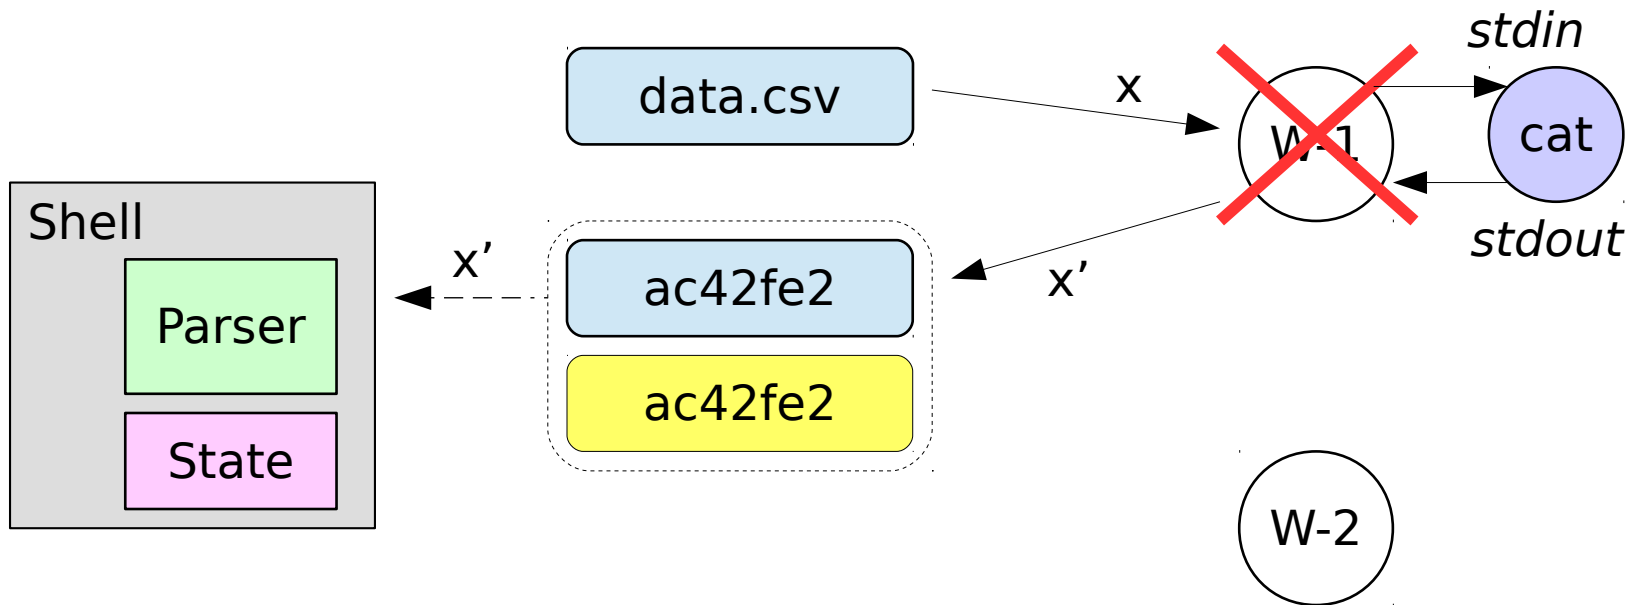 stdin
data.csv
x
W-1
cat
Shell
x’
ac42fe2
x’
stdout
Parser
ac42fe2
State
W-2